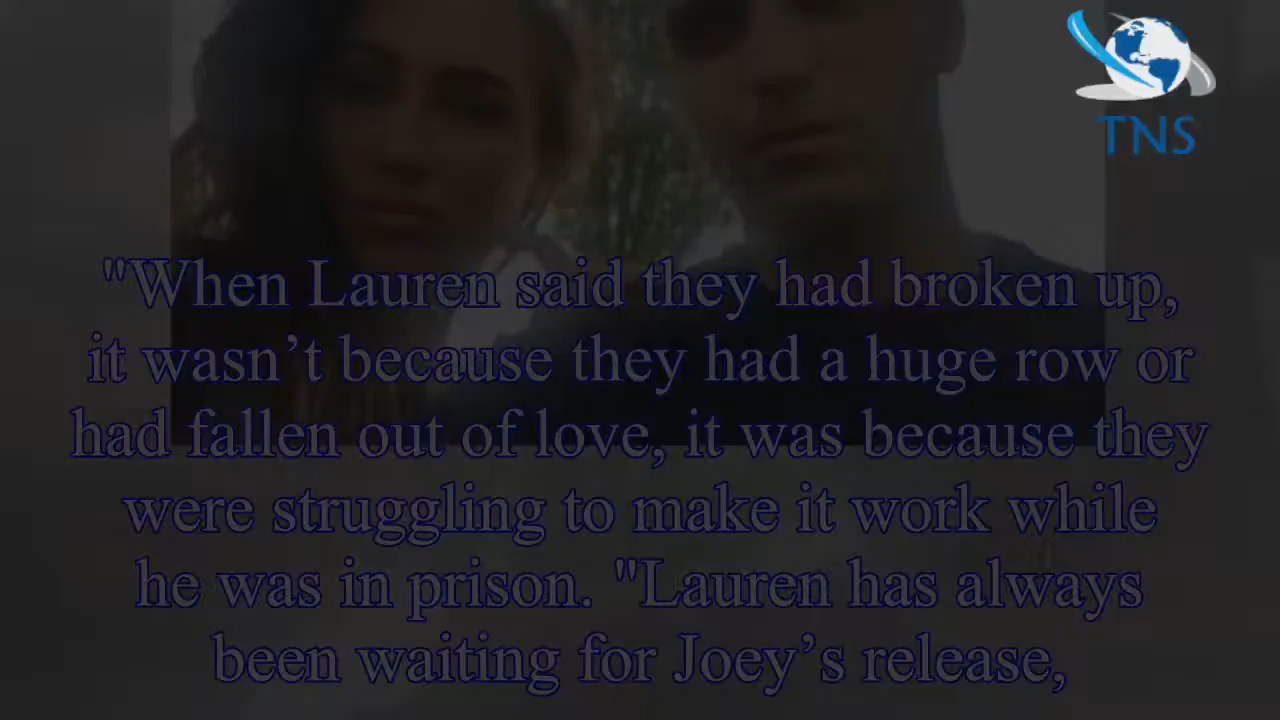 TNS
"When Lauren said they had broken up,
it wasn’t because they had a huge row or
had fallen out of love, it was because they
were struggling to make it work while
he was in prison. "Lauren has always
been waiting for Joey’s release,